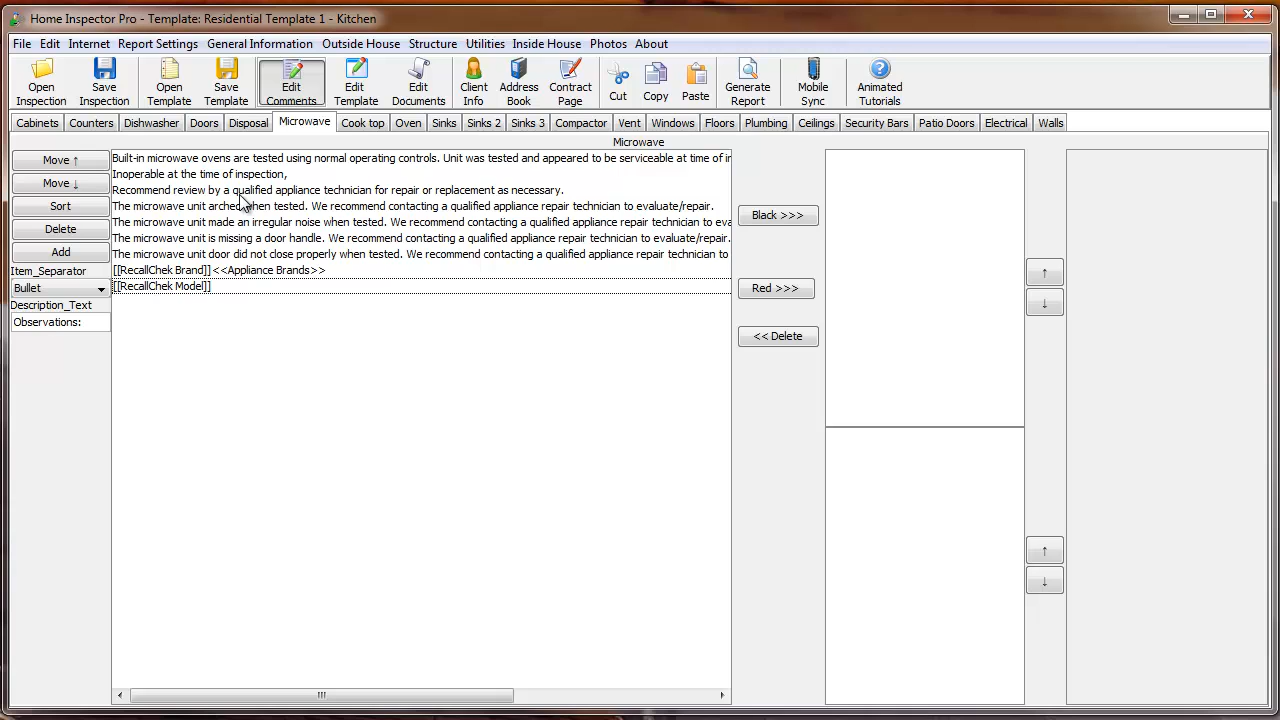 Home Inspector Pro - Template: Residential Template 1 - Kitchen
File Edit Internet Report Settings General Information Outside House Structure Utilities Inside House Photos About
Open Inspection Save Inspection Open Template Save Template Edit Comments Edit Template Edit Documents Client Info Address Book Contract Page Cut Copy Paste Generate Report Mobile Sync Animated Tutorials
Cabinets Counters Dishwasher Doors Disposal Microwave Cook top Oven Sinks Sinks 2 Sinks 3 Compactor Vent Windows Floors Plumbing Ceilings Security Bars Patio Doors Electrical Walls
Microwave
Move ↑
Move ↓
Sort
Delete
Add
Item_Separator
Bullet
Description_Text
Observations:
Built-in microwave ovens are tested using normal operating controls. Unit was tested and appeared to be serviceable at time of in
Inoperable at the time of inspection,
Recommend review by a qualified appliance technician for repair or replacement as necessary.
The microwave unit arched when tested. We recommend contacting a qualified appliance repair technician to evaluate/repair.
The microwave unit made an irregular noise when tested. We recommend contacting a qualified appliance repair technician to eva
The microwave unit is missing a door handle. We recommend contacting a qualified appliance repair technician to evaluate/repair.
The microwave unit door did not close properly when tested. We recommend contacting a qualified appliance repair technician to
[[RecallChek Brand]]<<Appliance Brands>>
[[RecallChek Model]]
Black >>>
Red >>>
<< Delete
↑
↓
↑
↓